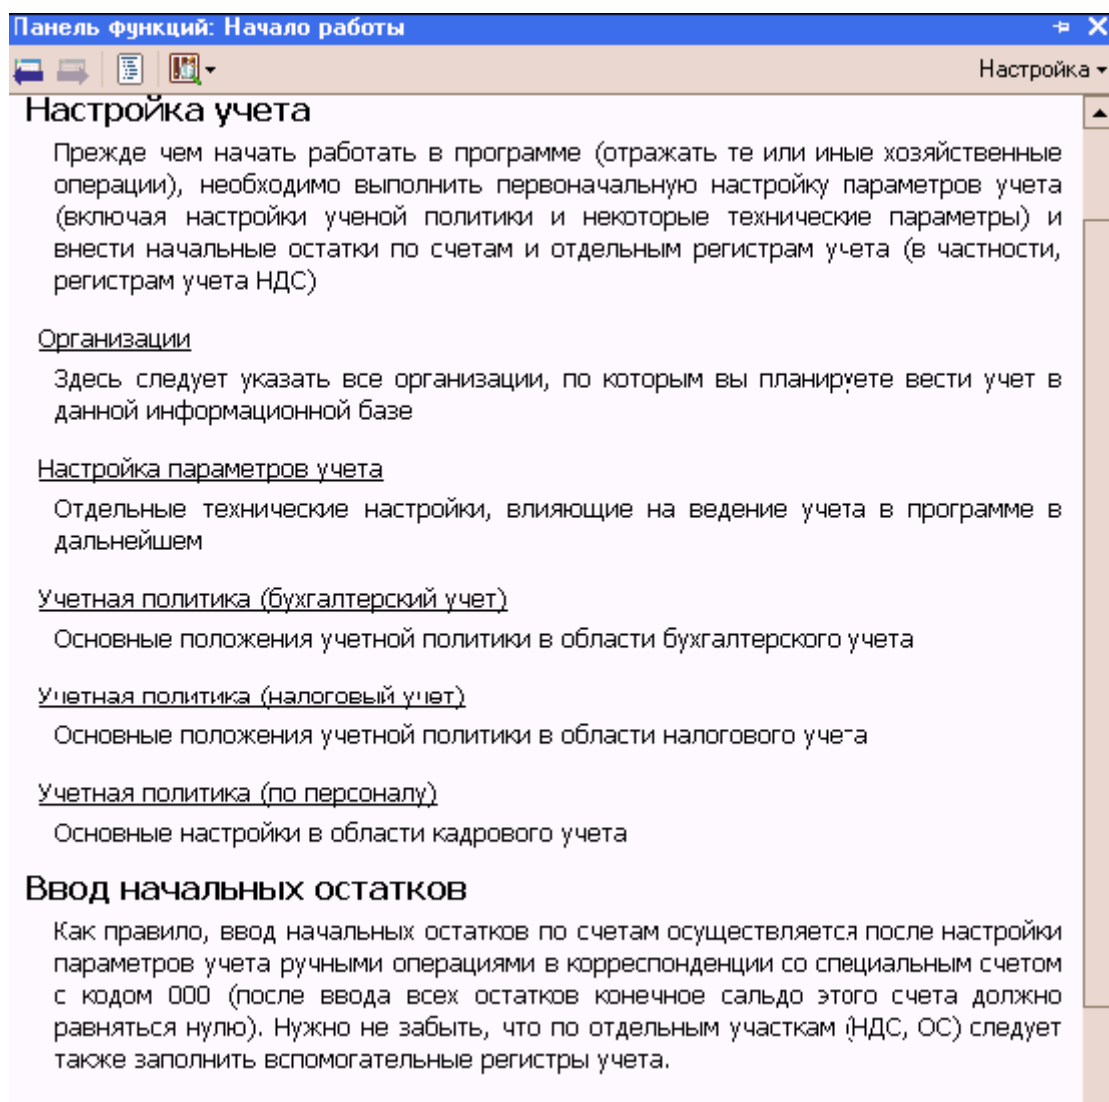 Панель функций: Начало работы
Настройка
Настройка учета
Прежде чем начать работать в программе (отражать те или иные хозяйственные
операции), необходимо выполнить первоначальную настройку параметров учета
(включая настройки ученой политики и некоторые технические параметры) и
внести начальные остатки по счетам и отдельным регистрам учета (в частности,
регистрам учета НДС)
Организации
Здесь следует указать все организации, по которым вы планируете вести учет в
данной информационной базе
Настройка параметров учета
Отдельные технические настройки, влияющие на ведение учета в программе в
дальнейшем
Учетная политика (бухгалтерский учет)
Основные положения учетной политики в области бухгалтерского учета
Учетная политика (налоговый учет)
Основные положения учетной политики в области налогового учета
Учетная политика (по персоналу)
Основные настройки в области кадрового учета
Ввод начальных остатков
Как правило, ввод начальных остатков по счетам осуществляется после настройки
параметров учета ручными операциями в корреспонденции со специальным счетом
с кодом 000 (после ввода всех остатков конечное сальдо этого счета должно
равняться нулю). Нужно не забыть, что по отдельным участкам (НДС, ОС) следует
также заполнить вспомогательные регистры учета.